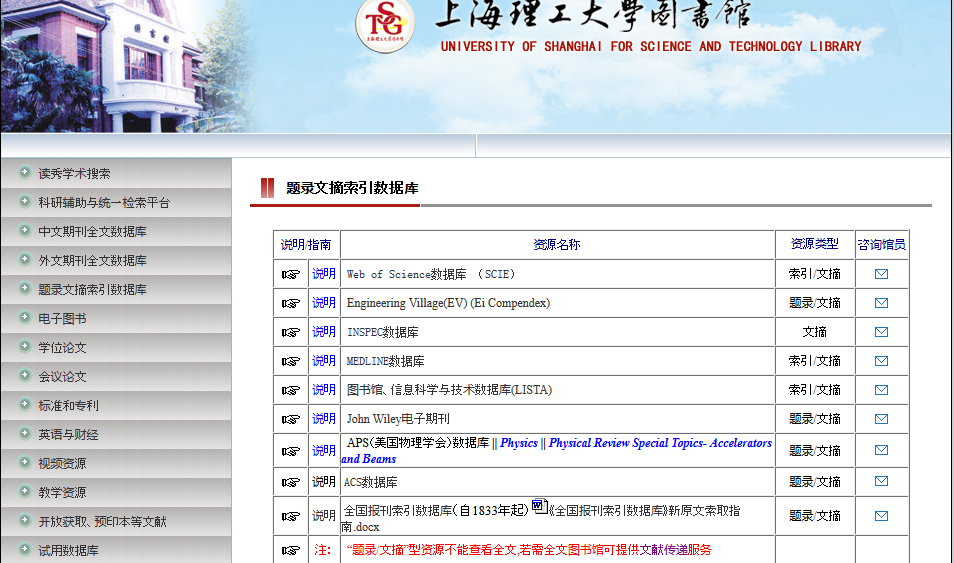 上海理工大學圖書館
UNIVERSITY OF SHANGHAI FOR SCIENCE AND TECHNOLOGY LIBRARY
读秀学术搜索
科研辅助与统一检索平台
中文期刊全文数据库
外文期刊全文数据库
题录文摘索引数据库
电子图书
学位论文
会议论文
标准和专利
英语与财经
视频资源
教学资源
开放获取、预印本等文献
试用数据库
题录文摘索引数据库
说明/指南 资源名称 资源类型 咨询馆员
说明 Web of Science数据库 （SCIE） 索引/文摘
说明 Engineering Village(EV) (Ei Compendex) 题录/文摘
说明 INSPEC数据库 文摘
说明 MEDLINE数据库 索引/文摘
说明 图书馆、信息科学与技术数据库(LISTA) 索引/文摘
说明 John Wiley电子期刊 题录/文摘
说明 APS(美国物理学会)数据库 || Physics || Physical Review Special Topics- Accelerators
and Beams 题录/文摘
说明 ACS数据库 题录/文摘
说明 全国报刊索引数据库(自1833年起) 《全国报刊索引数据库》新原文索取指
南.docx 题录/文摘
注: “题录/文摘”型资源不能查看全文,若需全文图书馆可提供文献传递服务